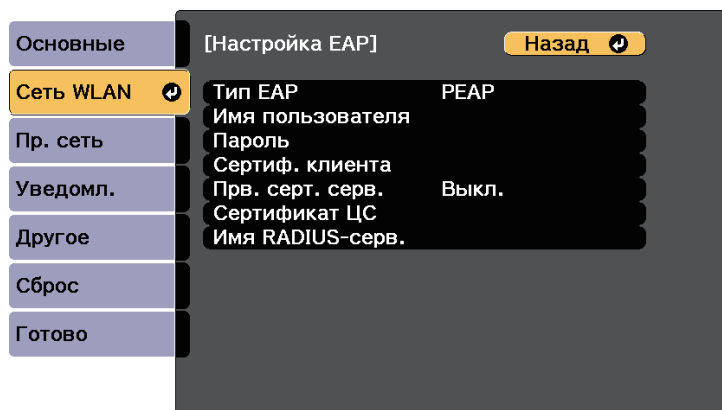 Основные
Сеть WLAN
Пр. сеть
Уведомл.
Другое
Сброс
Готово
[Настройка EAP]
Назад
Тип EAP PEAP
Имя пользователя
Пароль
Сертиф. клиента
Прв. серт. серв. Выкл.
Сертификат ЦС
Имя RADIUS-серв.